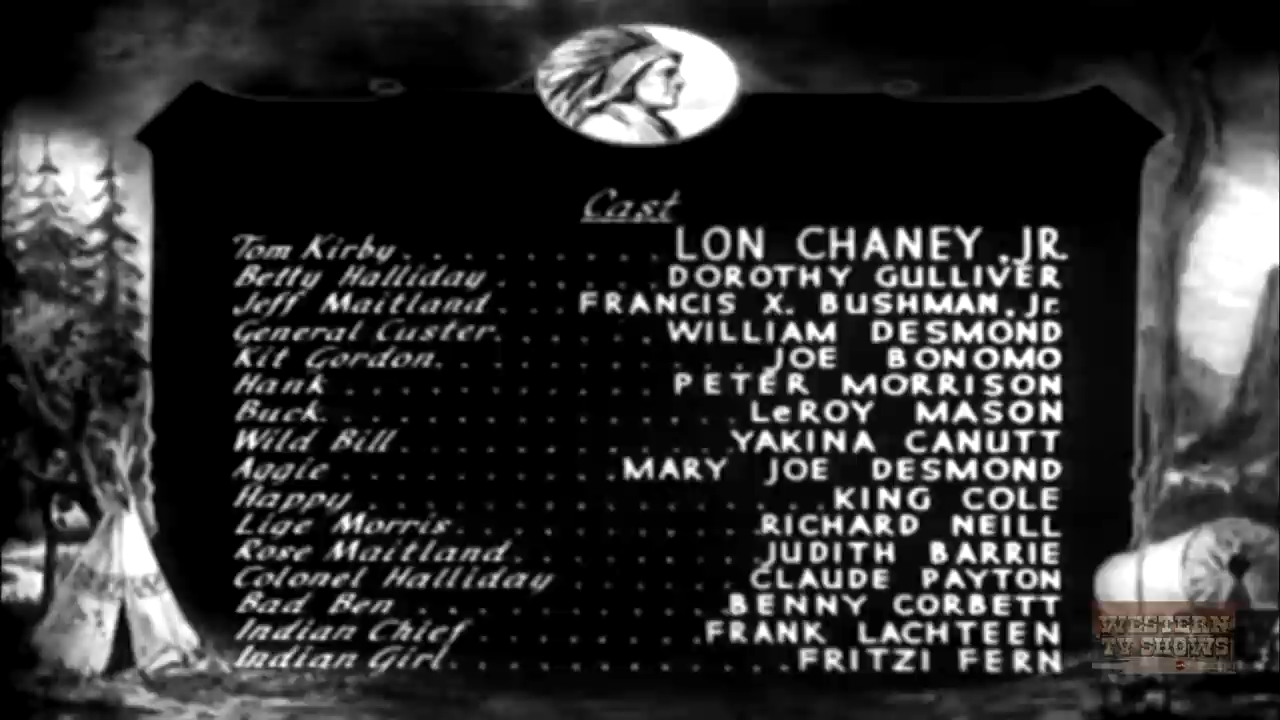 Cast
Tom Kirby. . . . . . . . . . LON CHANEY, JR.
Betty Halliday . . . . . . DOROTHY GULLIVER
Jeff Maitland . . . FRANCIS X. BUSHMAN, Jr.
General Custer. . . . . . . WILLIAM DESMOND
Kit Gordon. . . . . . . . . . . . JOE BONOMO
Hank . . . . . . . . . . . . PETER MORRISON
Buck. . . . . . . . . . . . . . . LeROY MASON
Wild Bill . . . . . . . . . . . . YAKINA CANUTT
Aggie . . . . . . . . . . MARY JOE DESMOND
Happy . . . . . . . . . . . . . . . . KING COLE
Lige Morris. . . . . . . . . . . RICHARD NEILL
Rose Maitland. . . . . . . . . JUDITH BARRIE
Colonel Halliday . . . . . . . CLAUDE PAYTON
Bad Ben . . . . . . . . . . . . BENNY CORBETT
Indian Chief . . . . . . . . FRANK LACHTEEN
Indian Girl. . . . . . . . . . . . . FRITZI FERN
WESTERN
TV SHOWS